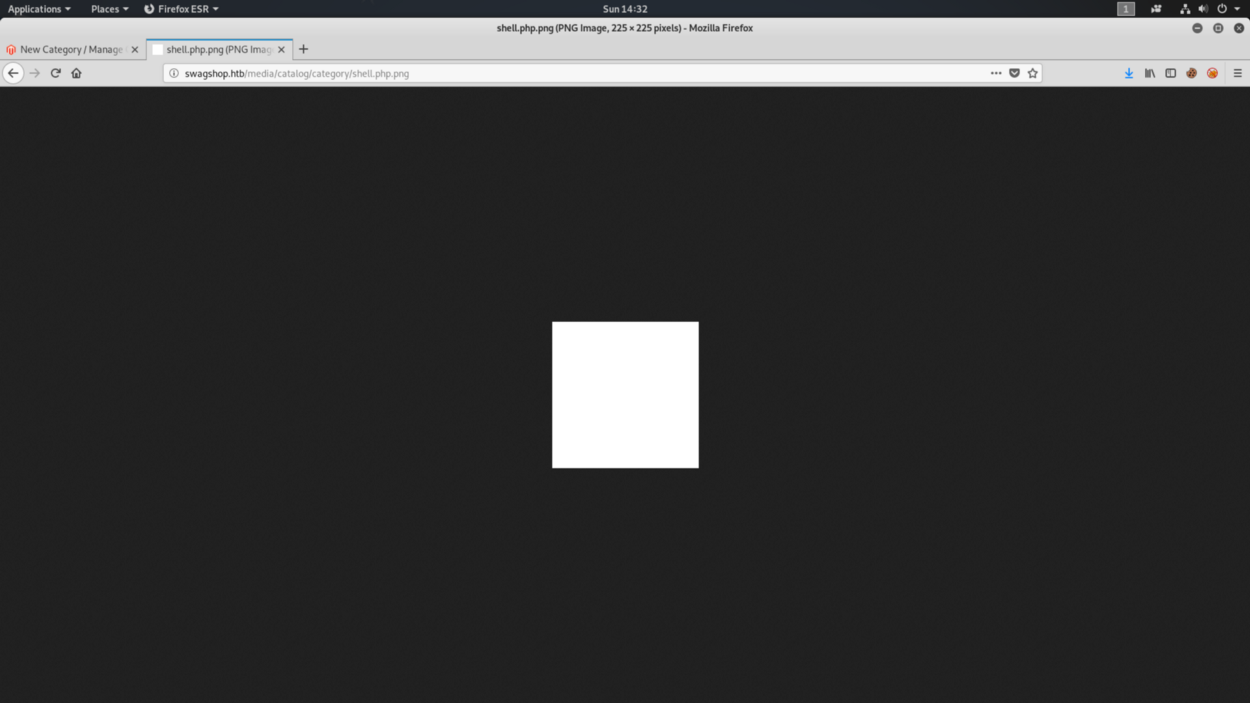 Applications Places Firefox ESR Sun 14:32 1
shell.php.png (PNG Image, 225 × 225 pixels) - Mozilla Firefox
New Category / Manage shell.php.png (PNG Imag
swagshop.htb/media/catalog/category/shell.php.png